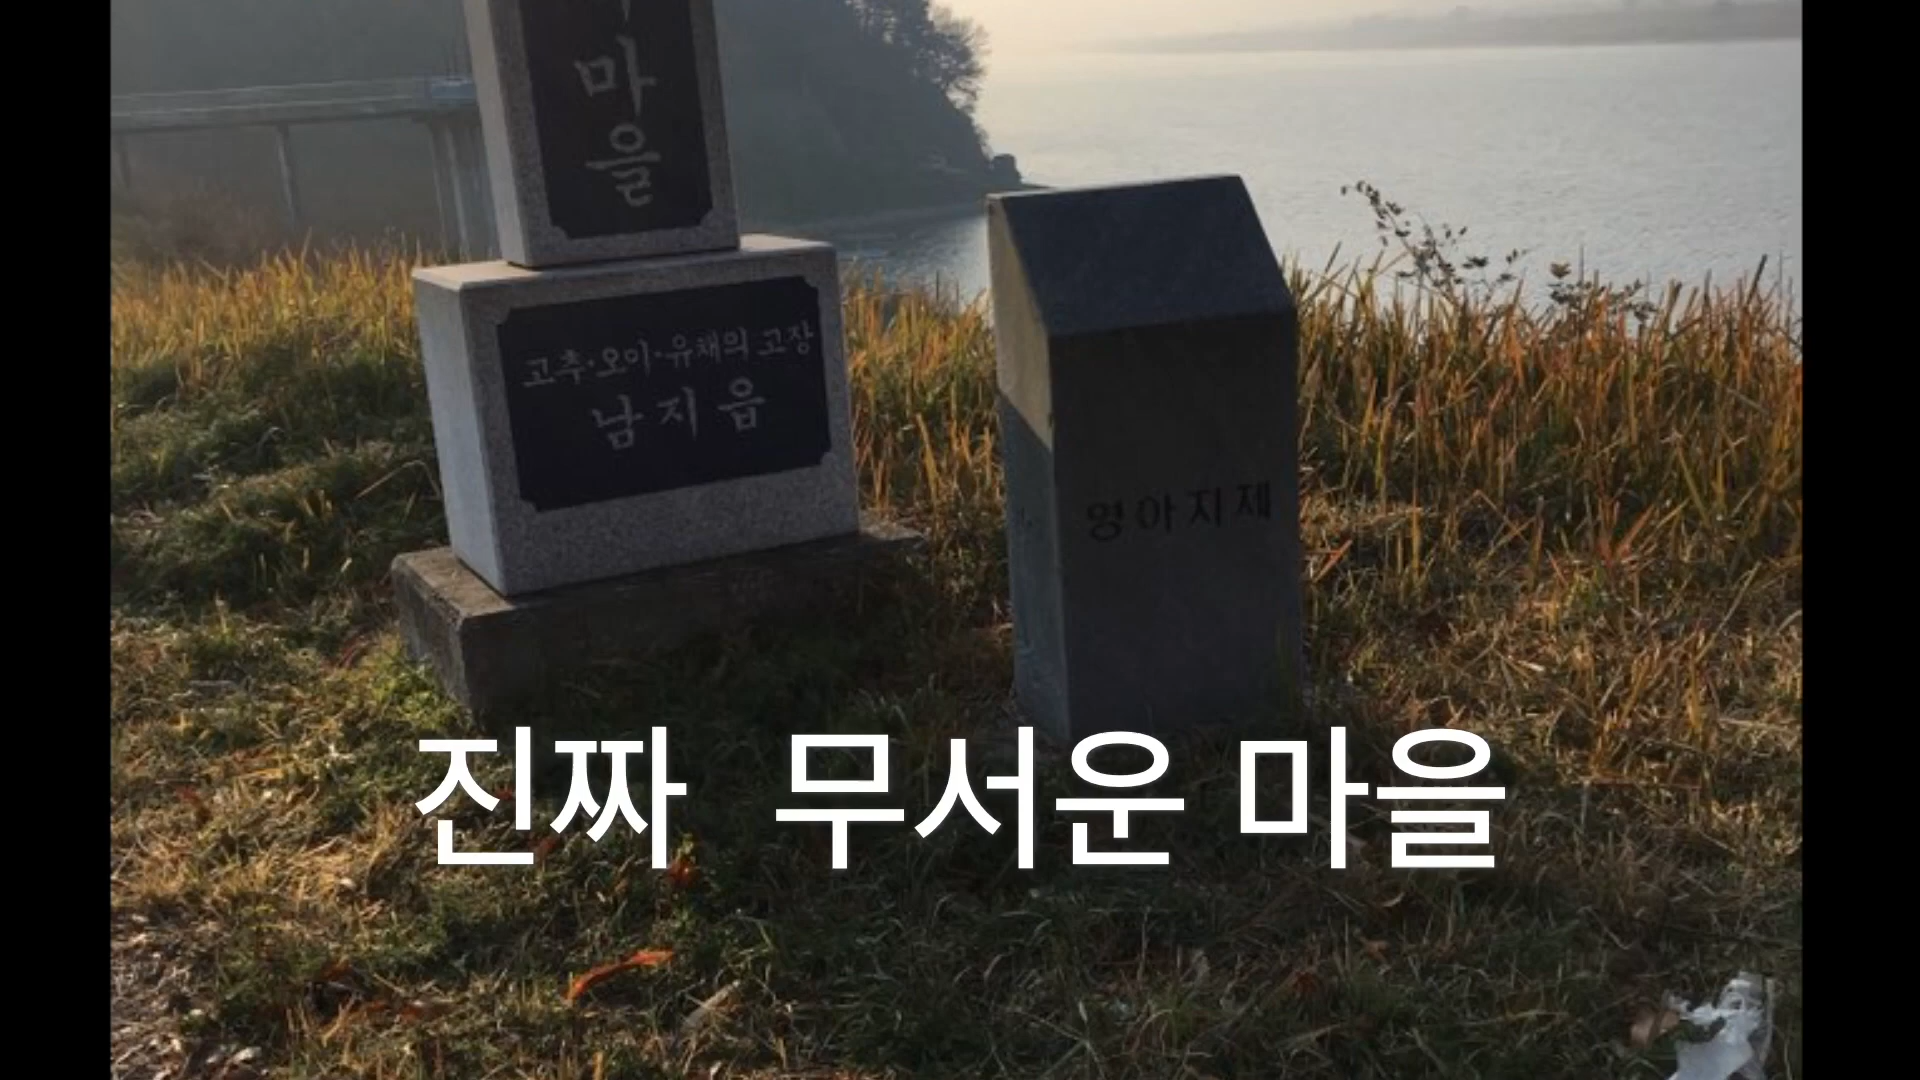 마을
고추·오이·유채의 고장
남지읍
영아지제
진짜 무서운 마을